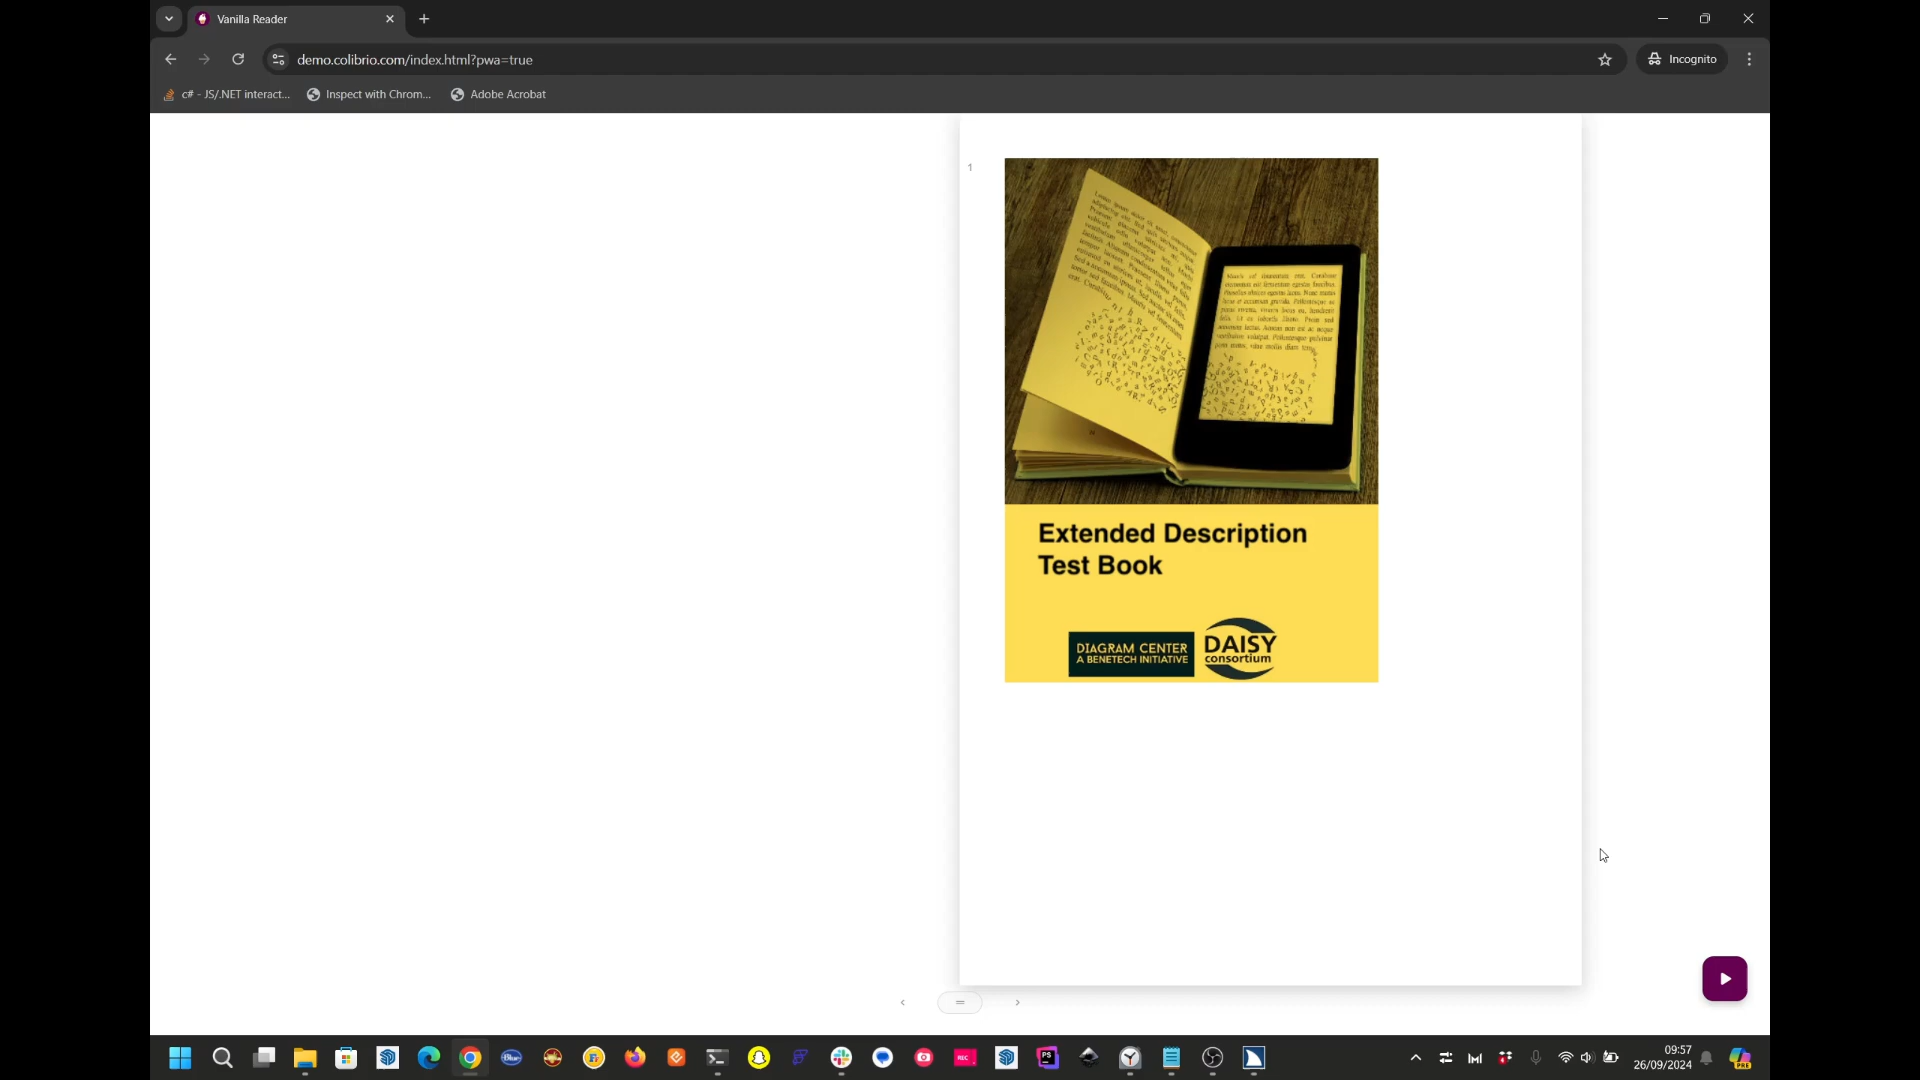 Vanilla Reader
demo.colibrio.com/index.html?pwa=true
Incognito
c# - JS/.NET interact...
Inspect with Chrom...
Adobe Acrobat
1
Extended Description
Test Book
DIAGRAM CENTER
A BENETECH INITIATIVE
DAISY
consortium
09:57
26/09/2024